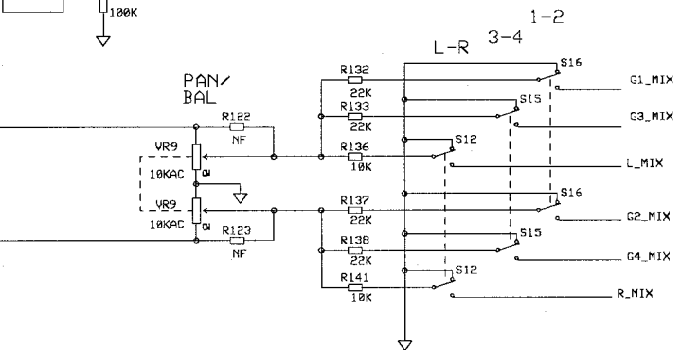 100K
1-2
3-4
L-R
S16
PAN/
BAL
R132
22K
G1_MIX
S15
R133
22K
G3_MIX
R122
NF
S12
R136
10K
L_MIX
VR9
10KAC
CW
S16
R137
22K
G2_MIX
VR9
10KAC
CW
R123
NF
S15
R138
22K
G4_MIX
S12
R141
10K
R_MIX